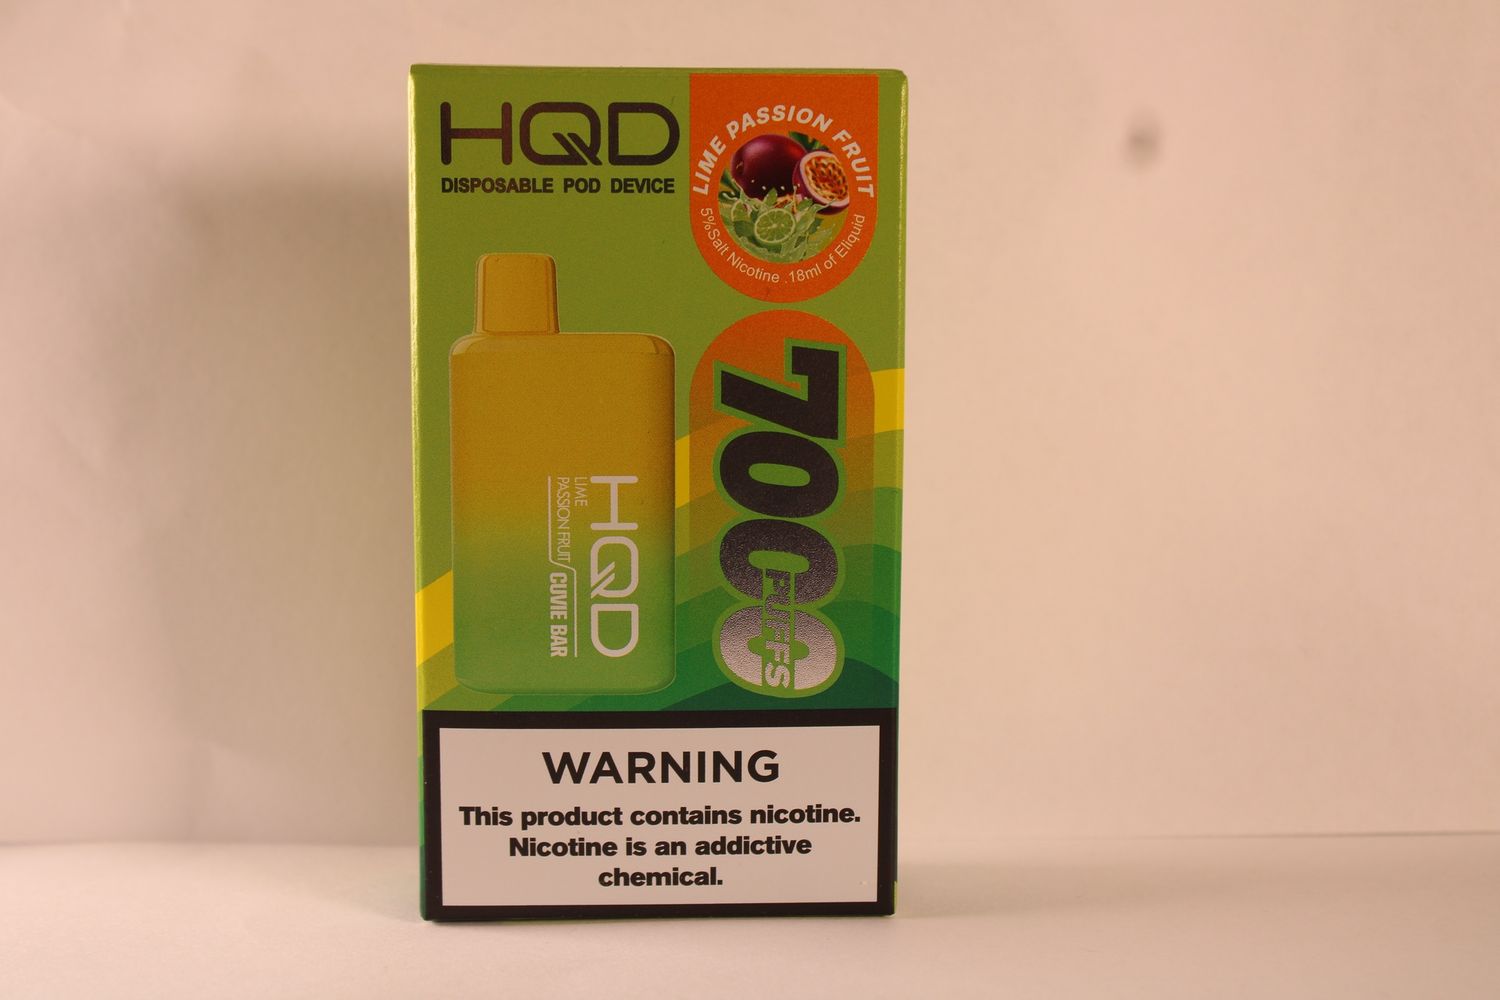 HQD
DISPOSABLE POD DEVICE
LIME PASSION FRUIT
5%Salt Nicotine .18ml of Eliquid
7000
PUFFS
HQD
LIME
PASSION FRUIT
CUVIE BAR
WARNING
This product contains nicotine.
Nicotine is an addictive
chemical.